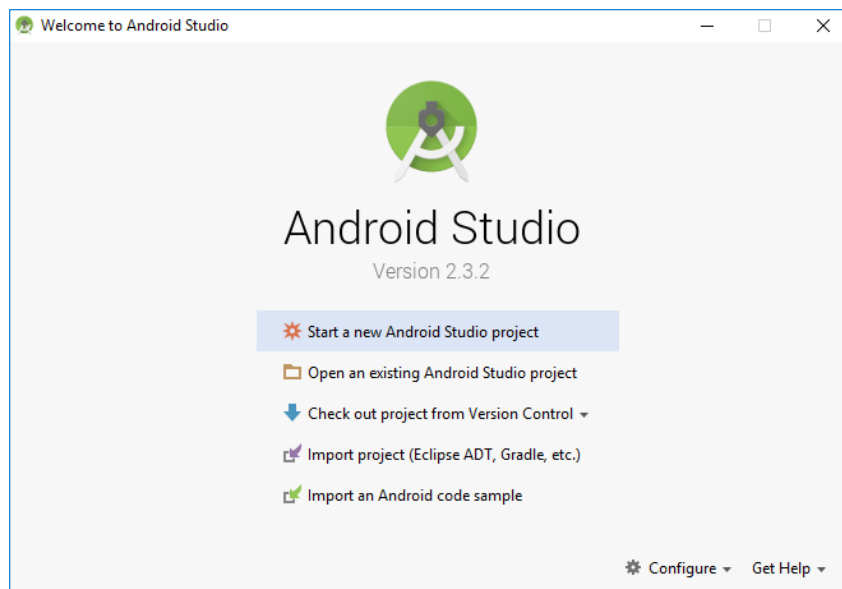 Welcome to Android Studio
Android Studio
Version 2.3.2
Start a new Android Studio project
Open an existing Android Studio project
Check out project from Version Control
Import project (Eclipse ADT, Gradle, etc.)
Import an Android code sample
Configure Get Help